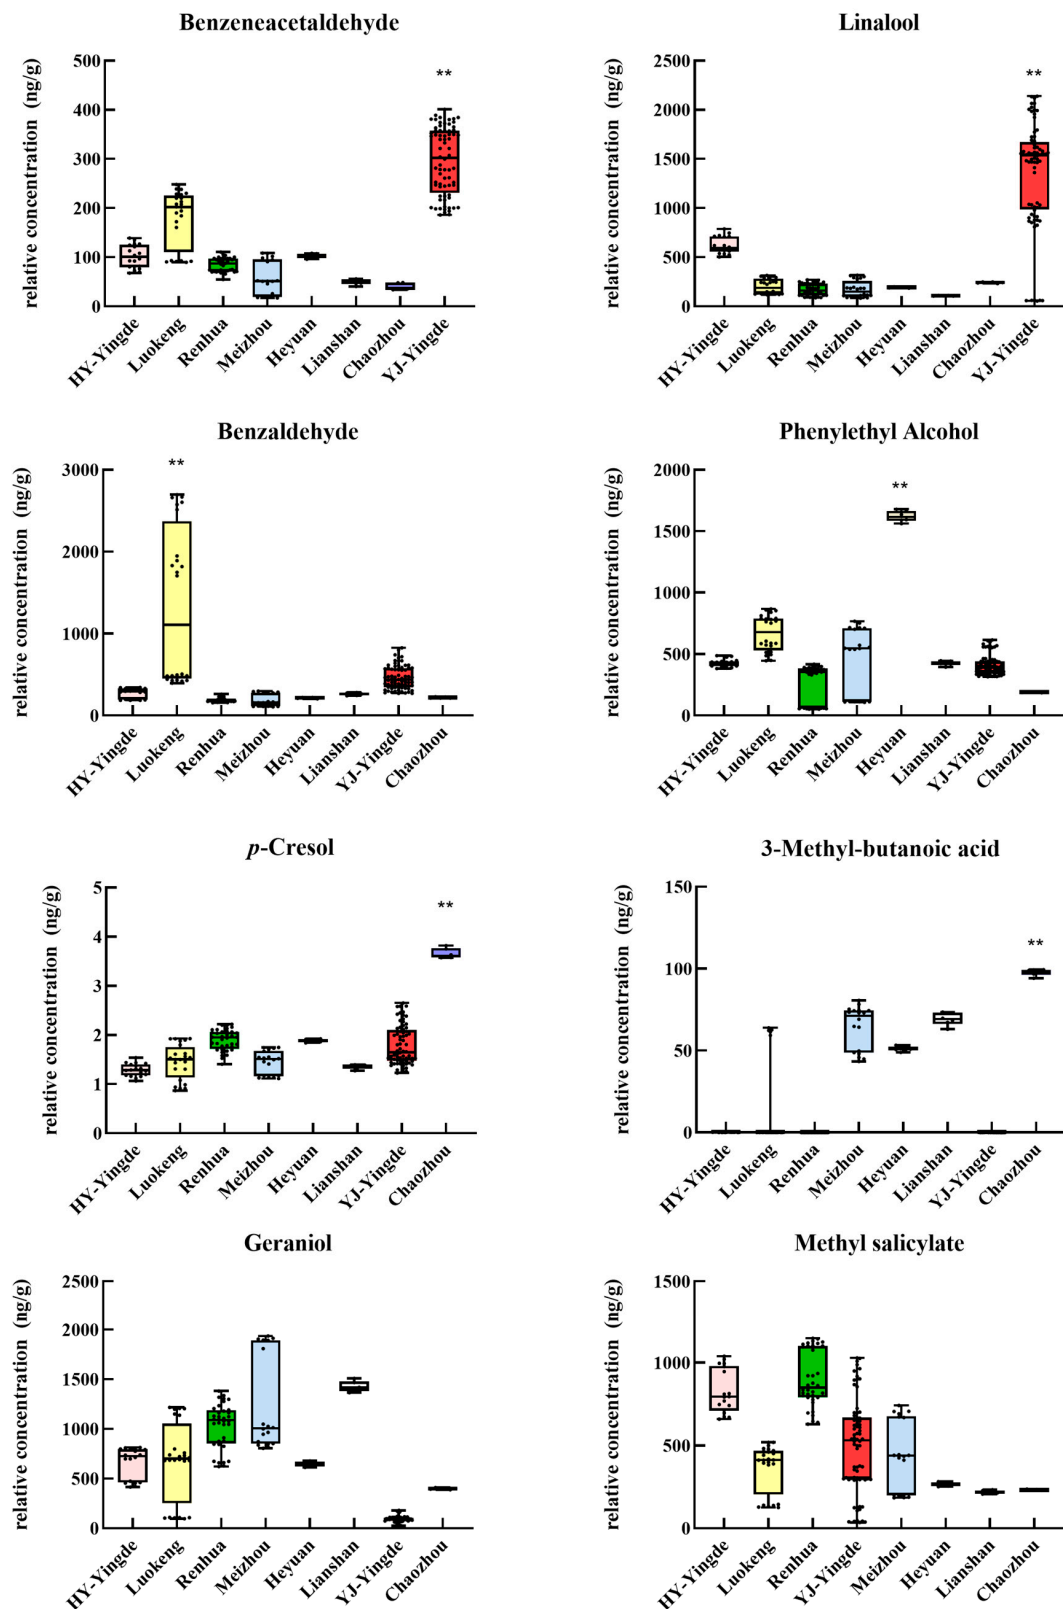 Benzeneacetaldehyde
relative concentration (ng/g)
500
400
300
200
100
0
**
HY-Yingde
Luokeng
Renhua
Meizhou
Heyuan
Lianshan
Chaozhou
YJ-Yingde
Linalool
relative concentration (ng/g)
2500
2000
1500
1000
500
0
**
HY-Yingde
Luokeng
Renhua
Meizhou
Heyuan
Lianshan
Chaozhou
YJ-Yingde
Benzaldehyde
relative concentration (ng/g)
3000
2000
1000
0
**
HY-Yingde
Luokeng
Renhua
Meizhou
Heyuan
Lianshan
YJ-Yingde
Chaozhou
Phenylethyl Alcohol
relative concentration (ng/g)
2000
1500
1000
500
0
**
HY-Yingde
Luokeng
Renhua
Meizhou
Heyuan
Lianshan
YJ-Yingde
Chaozhou
p-Cresol
relative concentration (ng/g)
5
4
3
2
1
0
**
HY-Yingde
Luokeng
Renhua
Meizhou
Heyuan
Lianshan
YJ-Yingde
Chaozhou
3-Methyl-butanoic acid
relative concentration (ng/g)
150
100
50
0
**
HY-Yingde
Luokeng
Renhua
Meizhou
Heyuan
Lianshan
YJ-Yingde
Chaozhou
Geraniol
relative concentration (ng/g)
2500
2000
1500
1000
500
0
HY-Yingde
Luokeng
Renhua
Meizhou
Heyuan
Lianshan
YJ-Yingde
Chaozhou
Methyl salicylate
relative concentration (ng/g)
1500
1000
500
0
HY-Yingde
Luokeng
Renhua
YJ-Yingde
Meizhou
Heyuan
Lianshan
Chaozhou